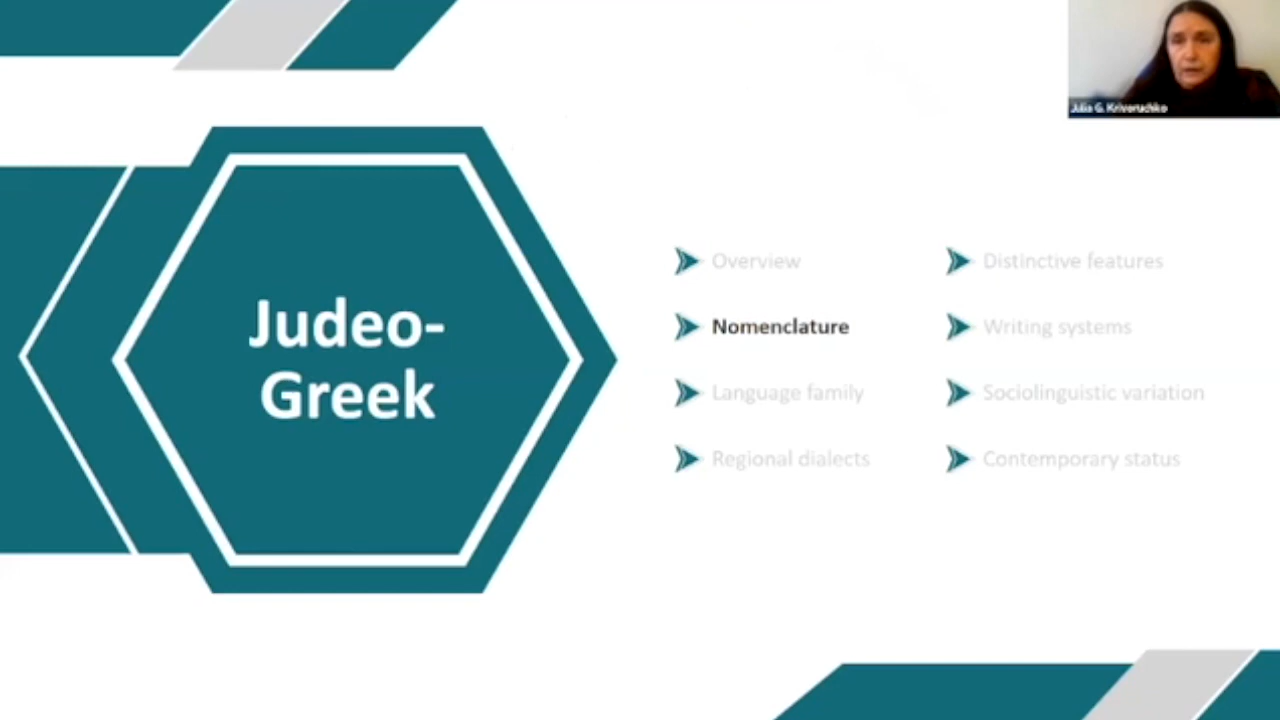 Julia G. Krivoruchko
Judeo-
Greek
Overview
Nomenclature
Language family
Regional dialects
Distinctive features
Writing systems
Sociolinguistic variation
Contemporary status